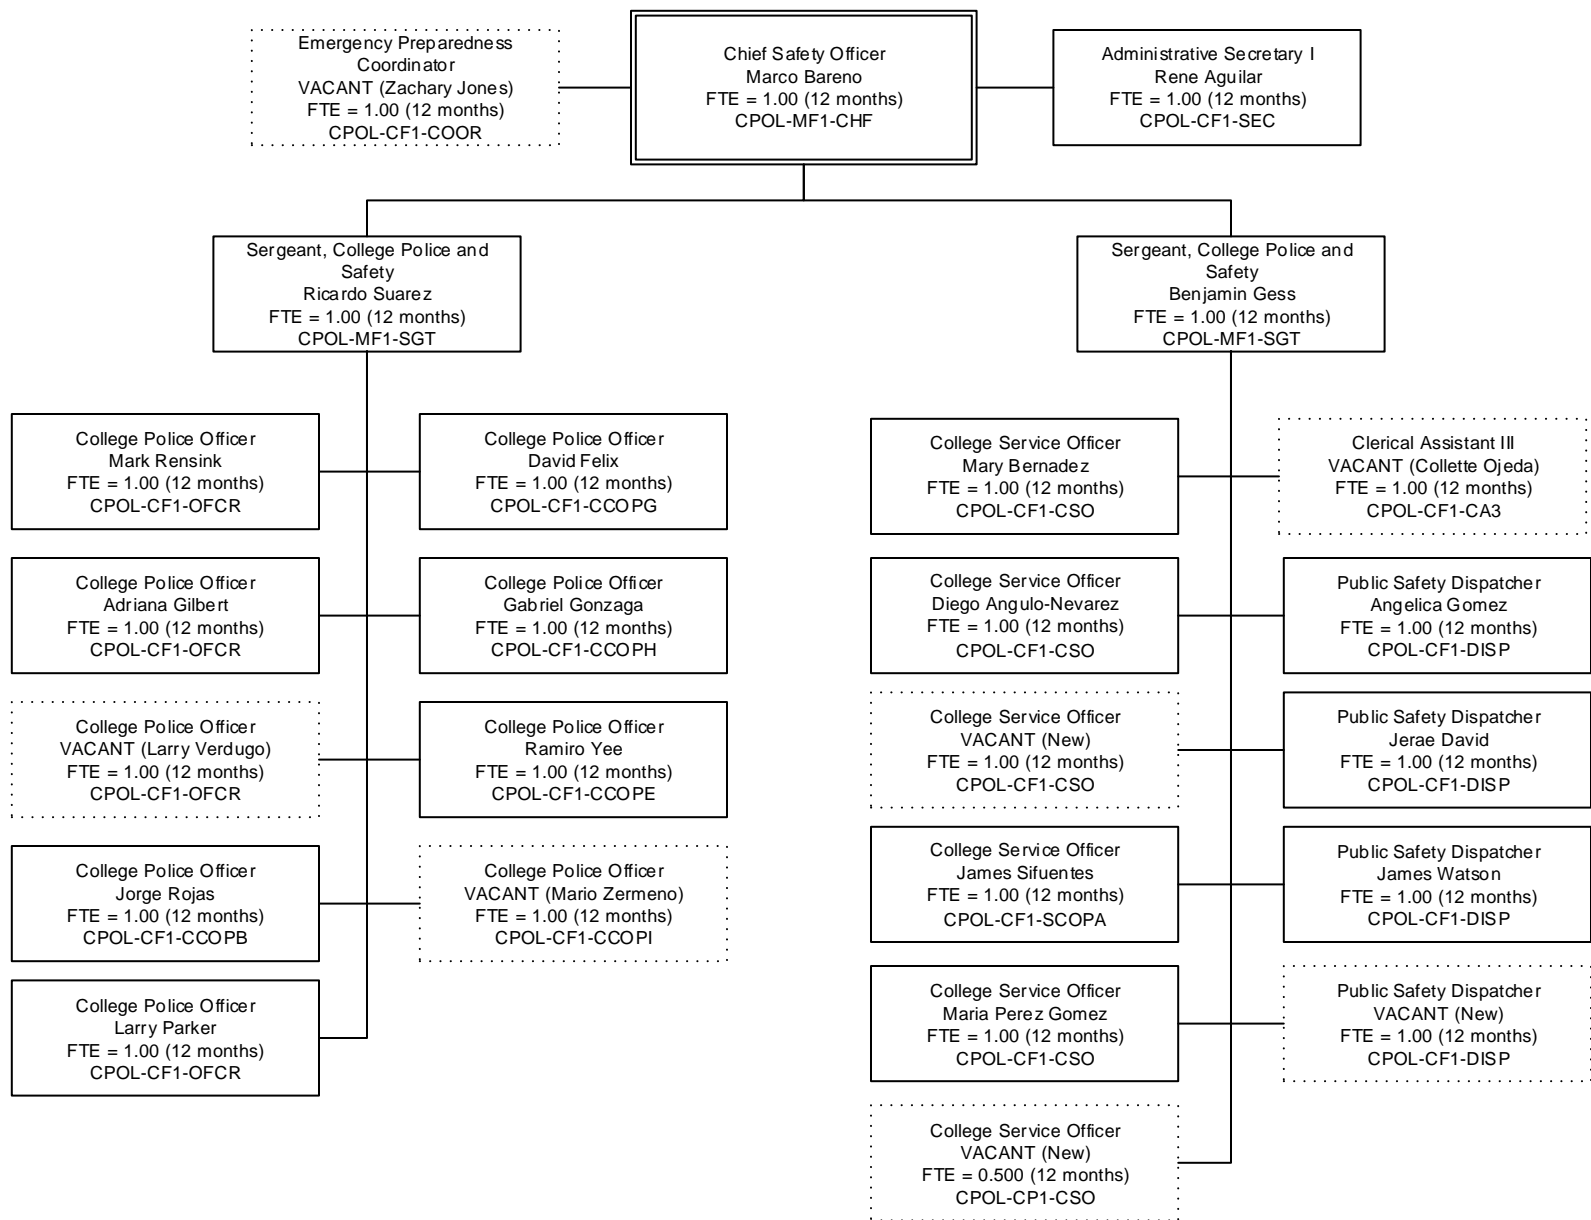 Emergency Preparedness
Coordinator
VACANT (Zachary Jones)
FTE = 1.00 (12 months)
CPOL-CF1-COOR
Chief Safety Officer
Marco Bareno
FTE = 1.00 (12 months)
CPOL-MF1-CHF
Administrative Secretary I
Rene Aguilar
FTE = 1.00 (12 months)
CPOL-CF1-SEC
Sergeant, College Police and
Safety
Ricardo Suarez
FTE = 1.00 (12 months)
CPOL-MF1-SGT
Sergeant, College Police and
Safety
Benjamin Gess
FTE = 1.00 (12 months)
CPOL-MF1-SGT
College Police Officer
Mark Rensink
FTE = 1.00 (12 months)
CPOL-CF1-OFCR
College Police Officer
David Felix
FTE = 1.00 (12 months)
CPOL-CF1-CCOPG
College Service Officer
Mary Bernadez
FTE = 1.00 (12 months)
CPOL-CF1-CSO
Clerical Assistant III
VACANT (Collette Ojeda)
FTE = 1.00 (12 months)
CPOL-CF1-CA3
College Police Officer
Adriana Gilbert
FTE = 1.00 (12 months)
CPOL-CF1-OFCR
College Police Officer
Gabriel Gonzaga
FTE = 1.00 (12 months)
CPOL-CF1-CCOPH
College Service Officer
Diego Angulo-Nevarez
FTE = 1.00 (12 months)
CPOL-CF1-CSO
Public Safety Dispatcher
Angelica Gomez
FTE = 1.00 (12 months)
CPOL-CF1-DISP
College Police Officer
VACANT (Larry Verdugo)
FTE = 1.00 (12 months)
CPOL-CF1-OFCR
College Police Officer
Ramiro Yee
FTE = 1.00 (12 months)
CPOL-CF1-CCOPE
College Service Officer
VACANT (New)
FTE = 1.00 (12 months)
CPOL-CF1-CSO
Public Safety Dispatcher
Jerae David
FTE = 1.00 (12 months)
CPOL-CF1-DISP
College Police Officer
Jorge Rojas
FTE = 1.00 (12 months)
CPOL-CF1-CCOPB
College Police Officer
VACANT (Mario Zermeno)
FTE = 1.00 (12 months)
CPOL-CF1-CCOPI
College Service Officer
James Sifuentes
FTE = 1.00 (12 months)
CPOL-CF1-SCOPA
Public Safety Dispatcher
James Watson
FTE = 1.00 (12 months)
CPOL-CF1-DISP
College Police Officer
Larry Parker
FTE = 1.00 (12 months)
CPOL-CF1-OFCR
College Service Officer
Maria Perez Gomez
FTE = 1.00 (12 months)
CPOL-CF1-CSO
Public Safety Dispatcher
VACANT (New)
FTE = 1.00 (12 months)
CPOL-CF1-DISP
College Service Officer
VACANT (New)
FTE = 0.500 (12 months)
CPOL-CP1-CSO